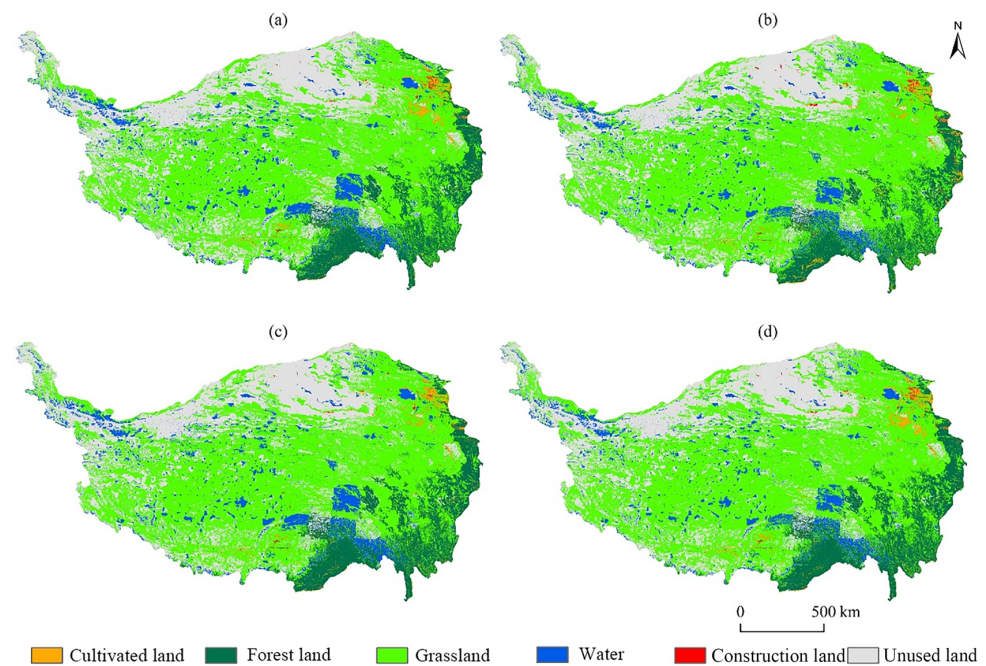 (a)
(b)
N
(c)
(d)
0 500 km
Cultivated land Forest land Grassland Water Construction land Unused land